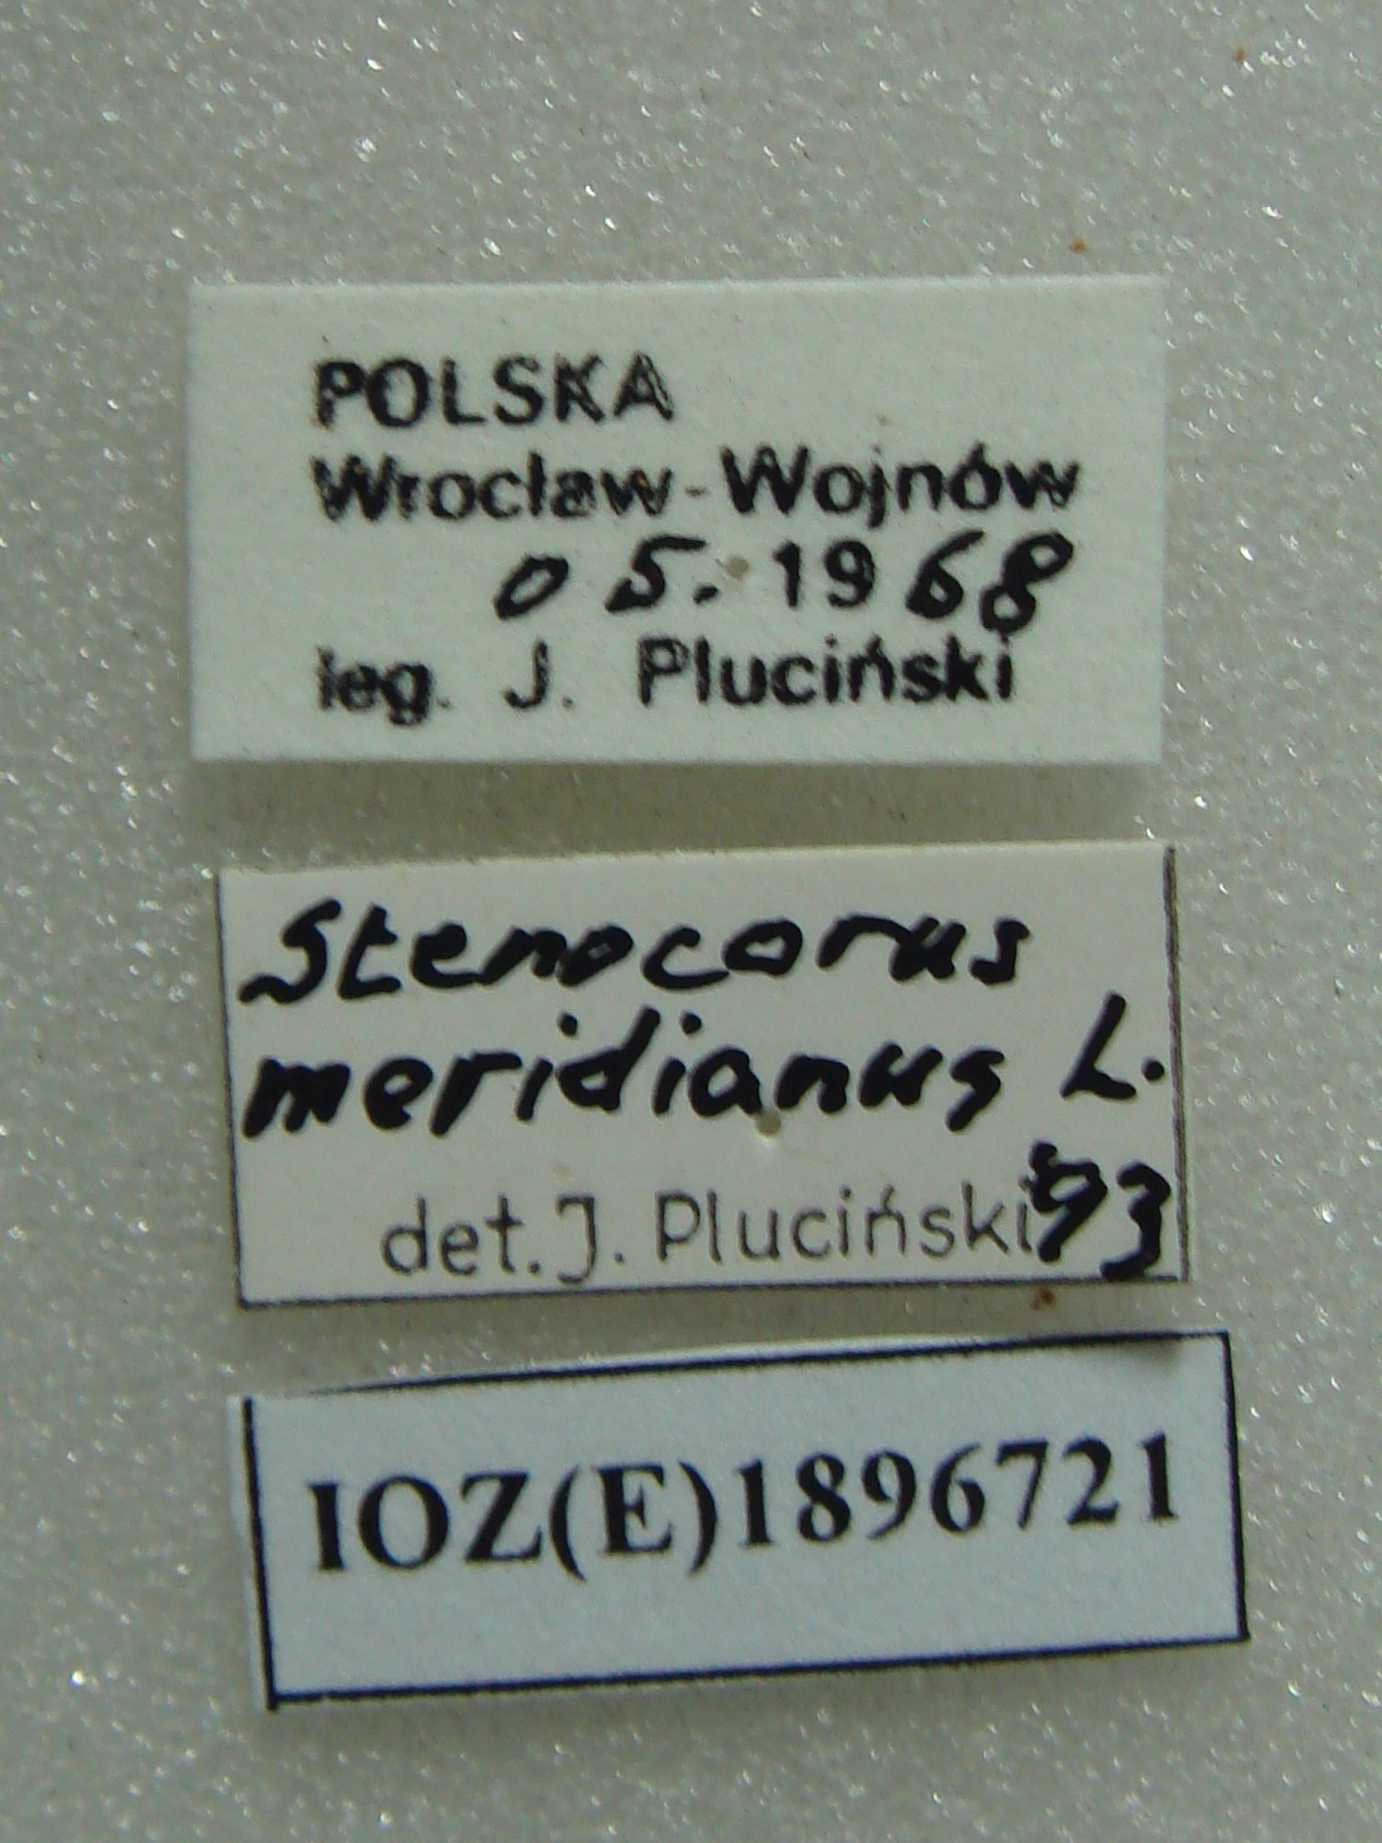 POLSKA
Wrocław-Wojnów
05.1968
leg. J. Pluciński
Stenocorus
meridianus L.
det. J. Pluciński '93
IOZ(E)1896721